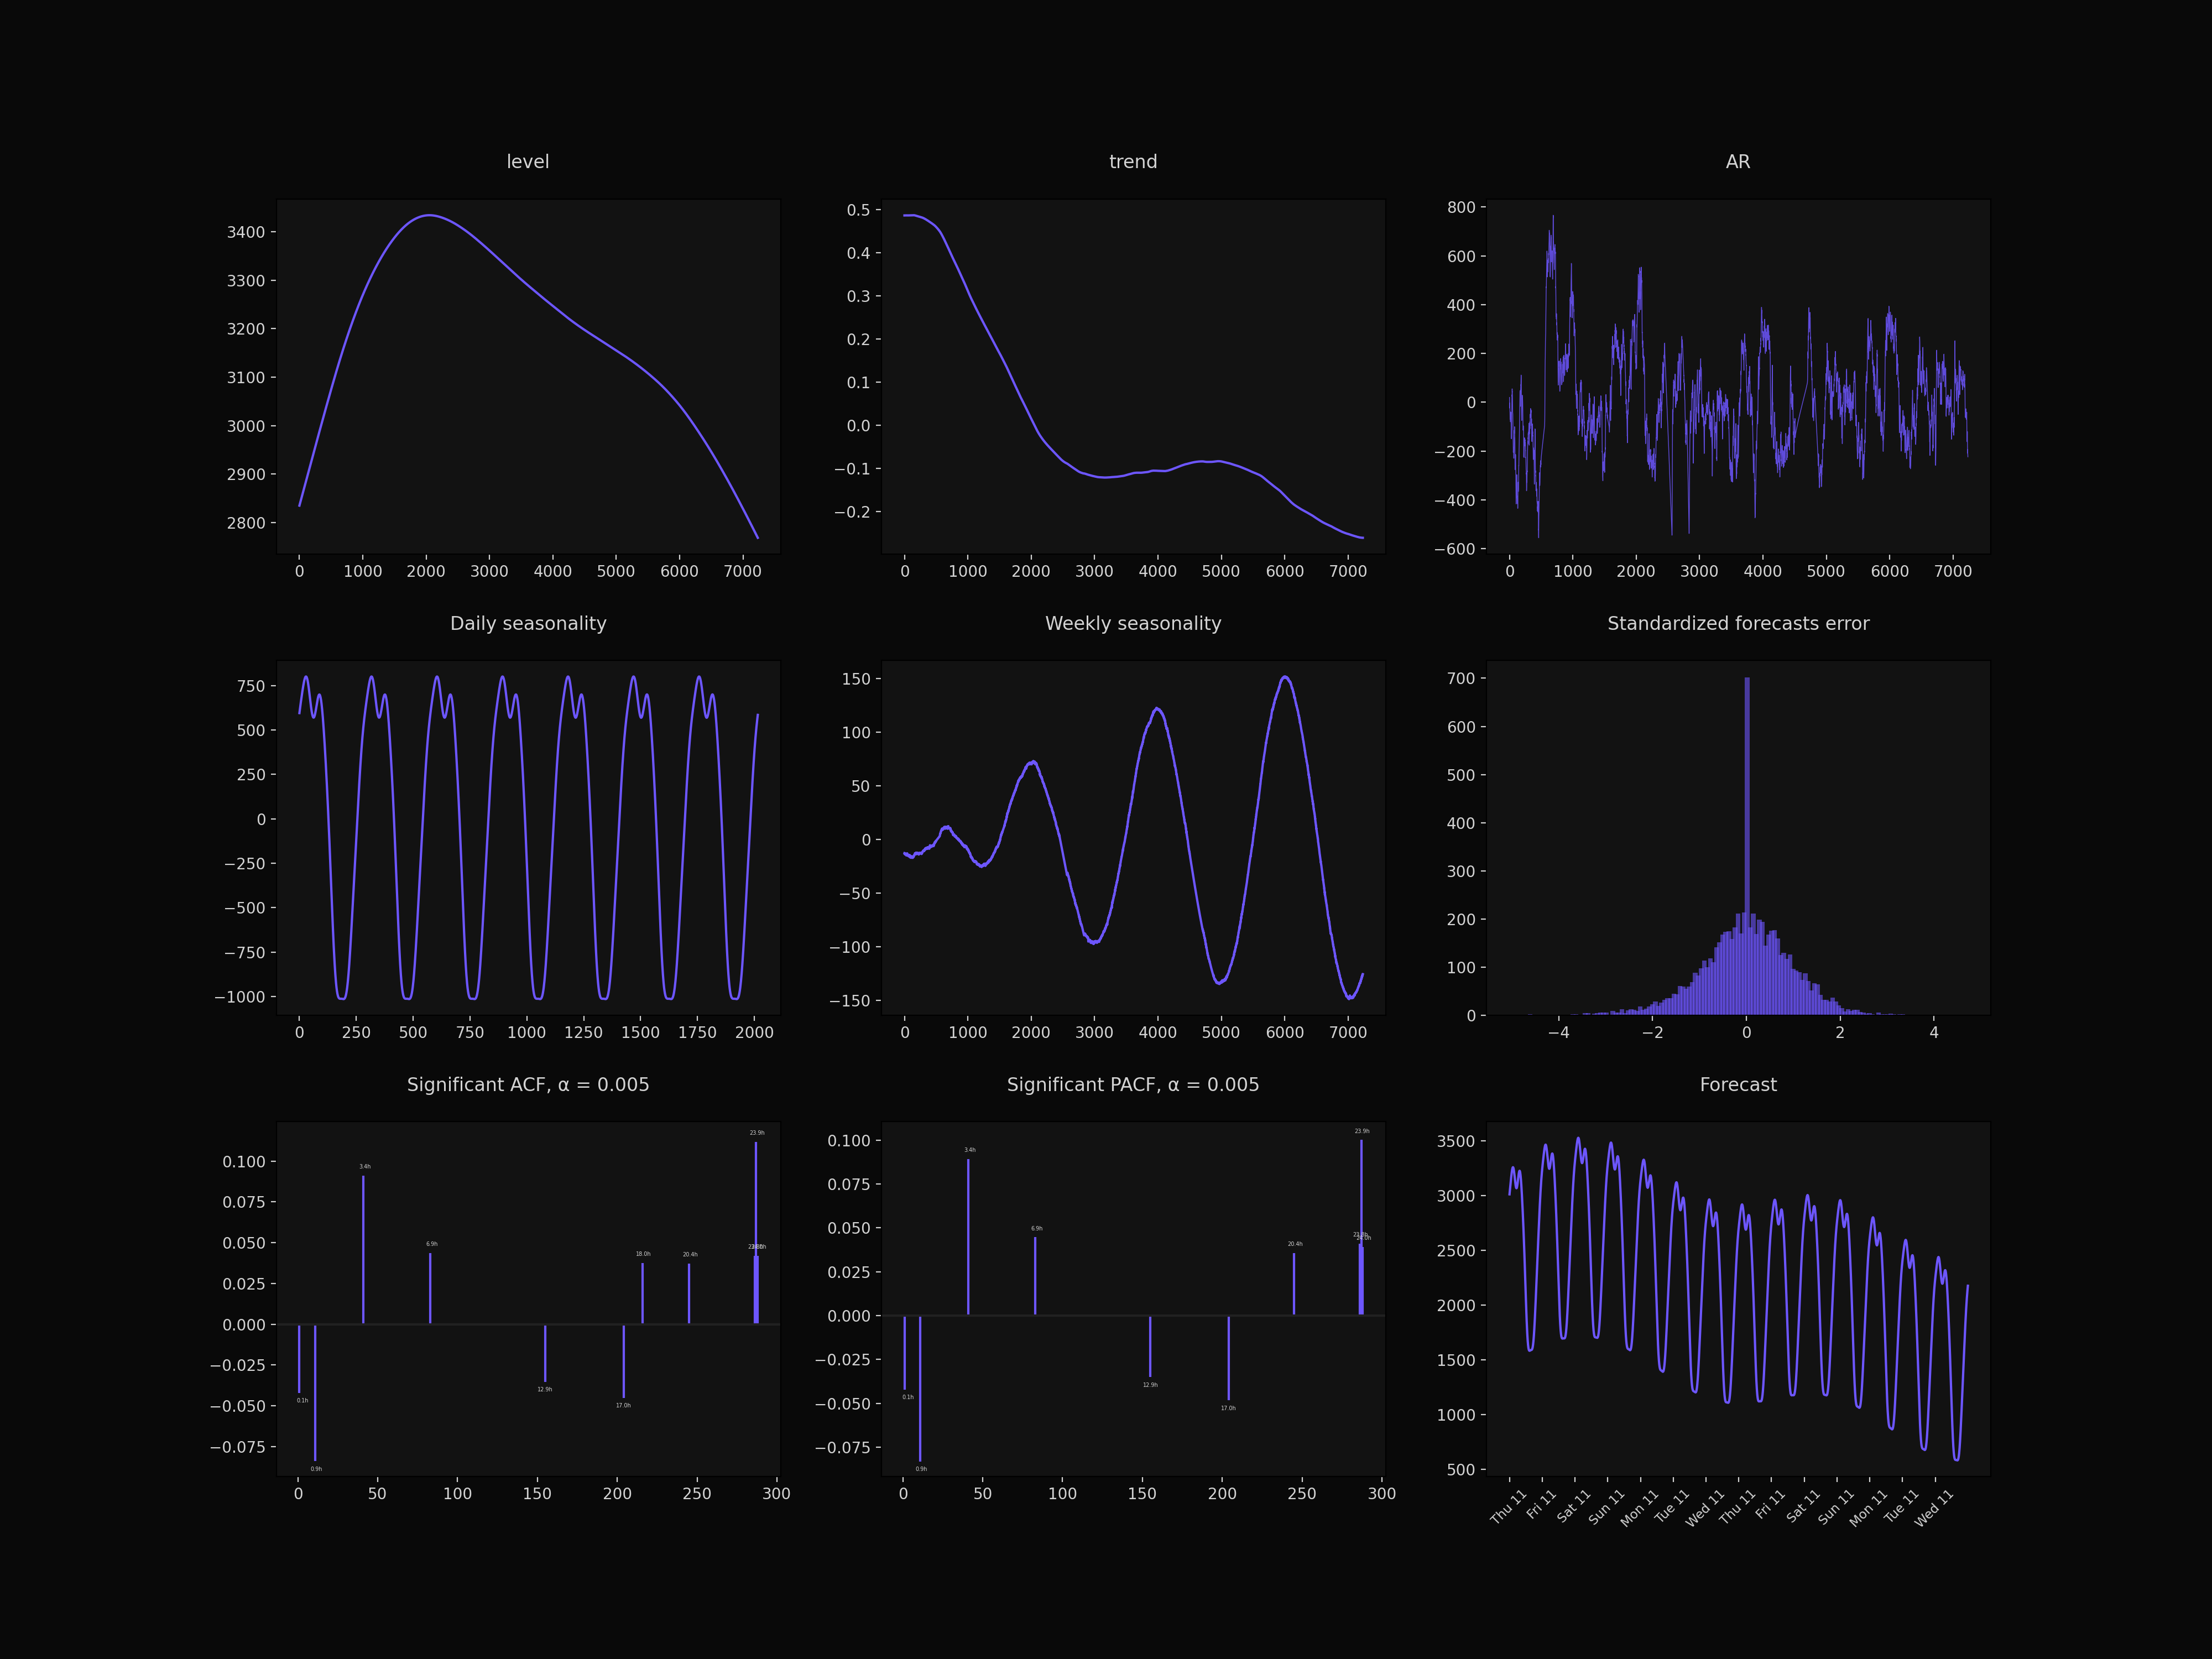 level
trend
AR
3400
3300
3200
3100
3000
2900
2800
0 1000 2000 3000 4000 5000 6000 7000
0.5
0.4
0.3
0.2
0.1
0.0
−0.1
−0.2
0 1000 2000 3000 4000 5000 6000 7000
800
600
400
200
0
−200
−400
−600
0 1000 2000 3000 4000 5000 6000 7000
Daily seasonality
Weekly seasonality
Standardized forecasts error
750
500
250
0
−250
−500
−750
−1000
0 250 500 750 1000 1250 1500 1750 2000
150
100
50
0
−50
−100
−150
0 1000 2000 3000 4000 5000 6000 7000
700
600
500
400
300
200
100
0
−4 −2 0 2 4
Significant ACF, α = 0.005
Significant PACF, α = 0.005
Forecast
0.100
0.075
0.050
0.025
0.000
−0.025
−0.050
−0.075
23.9h
3.4h
6.9h
18.0h
20.4h
12.9h
0.1h
17.0h
0.9h
0 50 100 150 200 250 300
0.100
0.075
0.050
0.025
0.000
−0.025
−0.050
−0.075
23.9h
3.4h
6.9h
20.4h
12.9h
0.1h
17.0h
0.9h
0 50 100 150 200 250 300
3500
3000
2500
2000
1500
1000
500
Thu 11
Fri 11
Sat 11
Sun 11
Mon 11
Tue 11
Wed 11
Thu 11
Fri 11
Sat 11
Sun 11
Mon 11
Tue 11
Wed 11